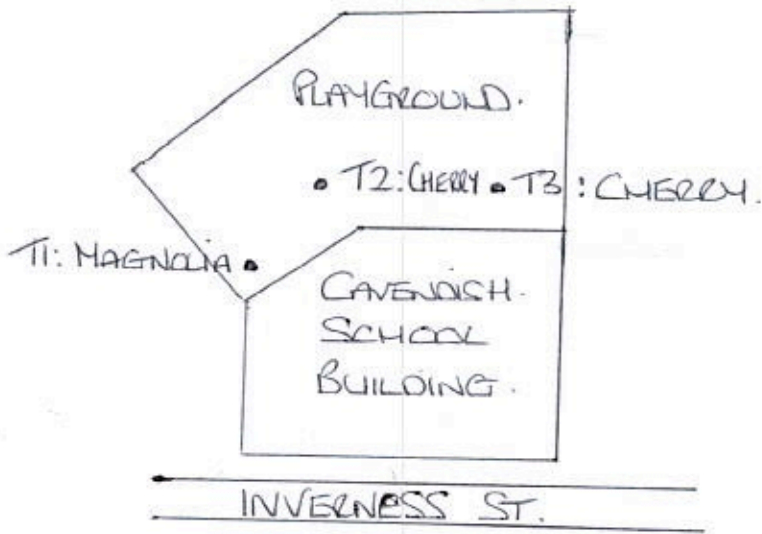 PLAYGROUND.
T2: CHERRY T3: CHERRY.
T1: MAGNOLIA
CAVENDISH
SCHOOL
BUILDING.
INVERNESS ST.